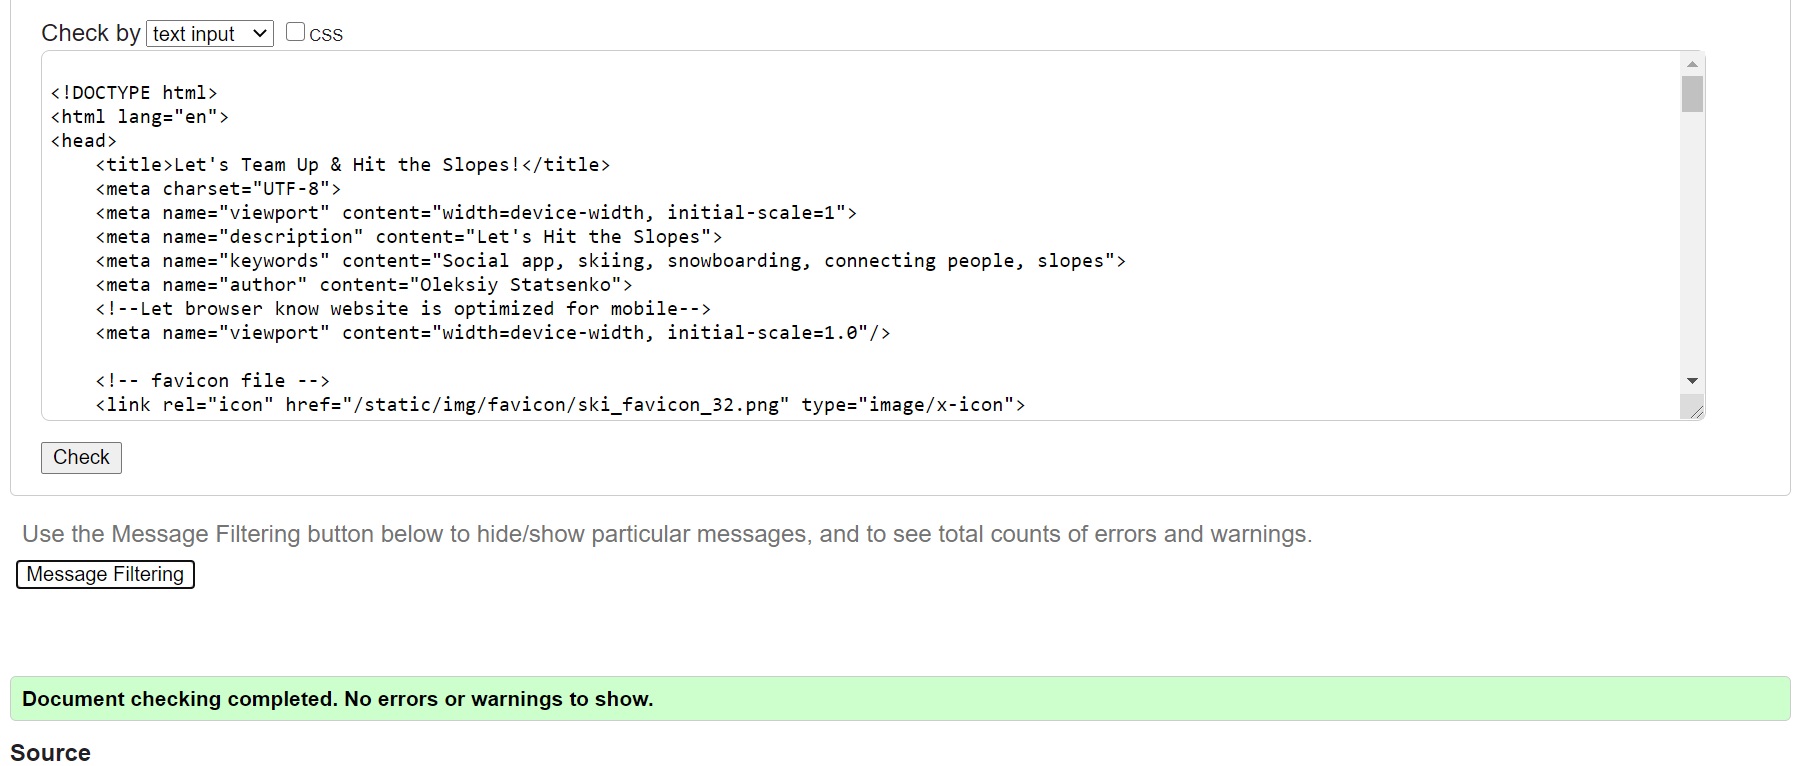 Check by text input CSS
<!DOCTYPE html>
<html lang="en">
<head>
    <title>Let's Team Up & Hit the Slopes!</title>
    <meta charset="UTF-8">
    <meta name="viewport" content="width=device-width, initial-scale=1">
    <meta name="description" content="Let's Hit the Slopes">
    <meta name="keywords" content="Social app, skiing, snowboarding, connecting people, slopes">
    <meta name="author" content="Oleksiy Statsenko">
    <!--Let browser know website is optimized for mobile-->
    <meta name="viewport" content="width=device-width, initial-scale=1.0"/>
    <!-- favicon file -->
    <link rel="icon" href="/static/img/favicon/ski_favicon_32.png" type="image/x-icon">
Check
Use the Message Filtering button below to hide/show particular messages, and to see total counts of errors and warnings.
Message Filtering
Document checking completed. No errors or warnings to show.
Source